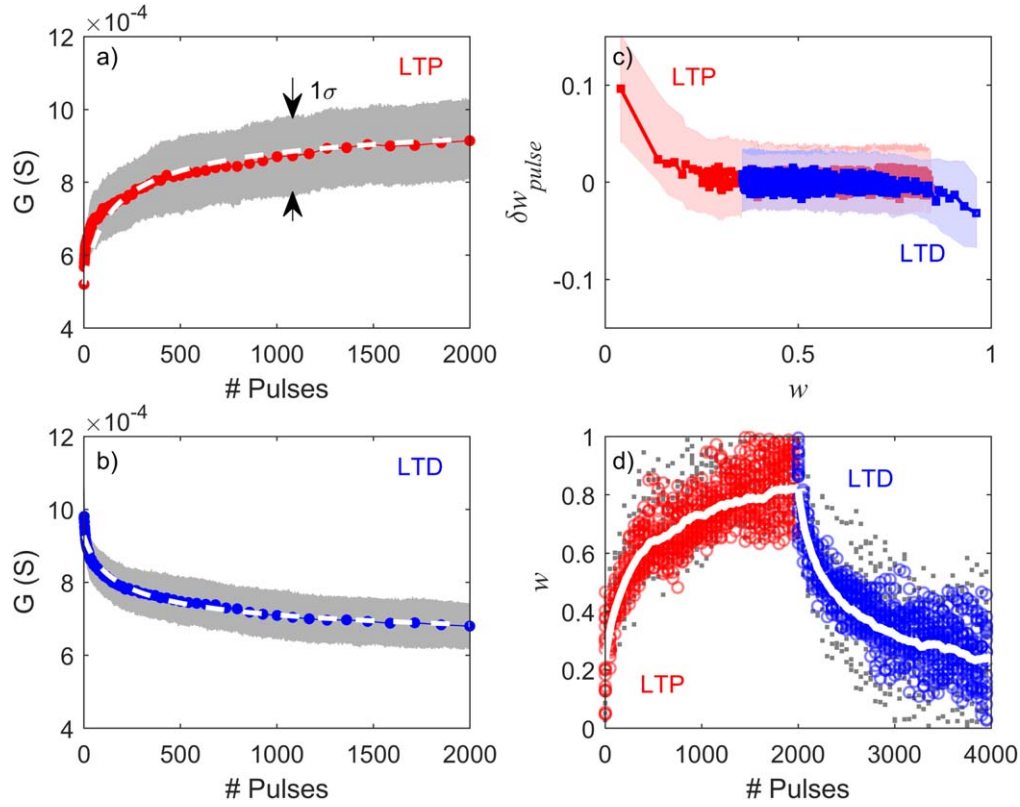 ×10⁻⁴
12
10
8
6
4
G (S)
a)
LTP
1σ
0
500
1000
1500
2000
# Pulses
0.1
0
-0.1
δw_pulse
c)
LTP
LTD
0
0.5
1
w
×10⁻⁴
12
10
8
6
4
G (S)
b)
LTD
0
500
1000
1500
2000
# Pulses
1
0.8
0.6
0.4
0.2
0
w
d)
LTD
LTP
0
1000
2000
3000
4000
# Pulses